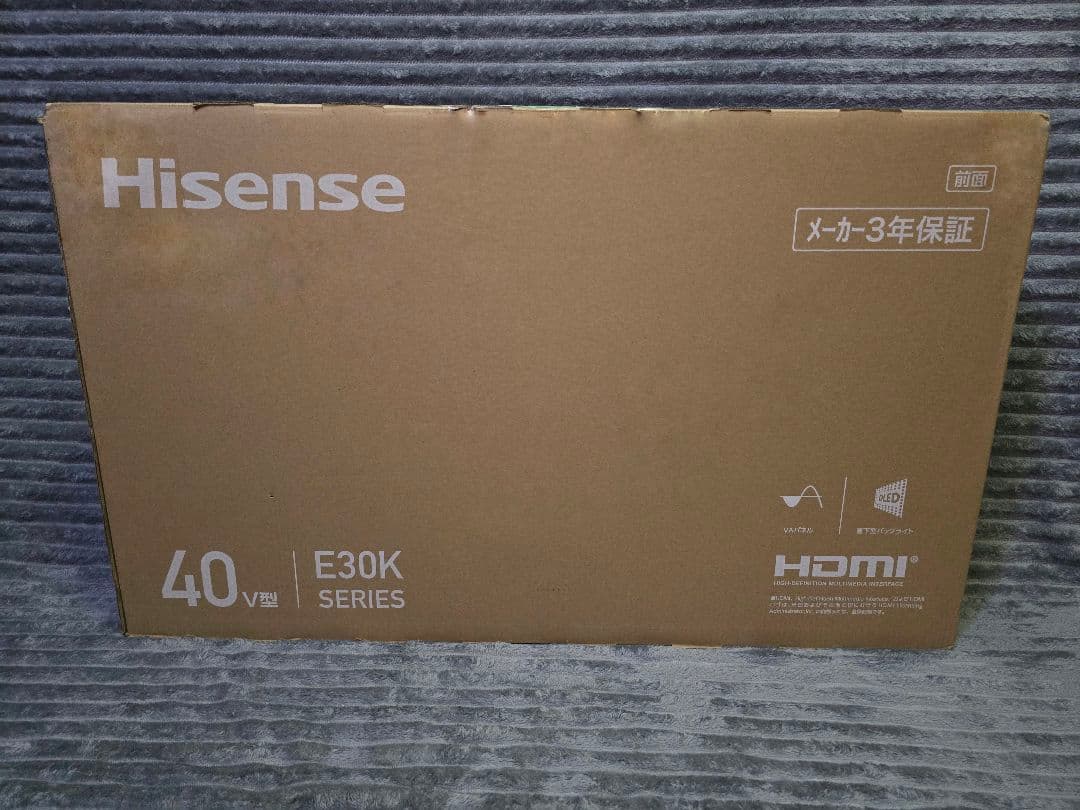 Hisense
前面
メーカー3年保証
DLED
VAパネル
直下型バックライト
40V型
E30K
SERIES
HDMI®
HIGH-DEFINITION MULTIMEDIA INTERFACE